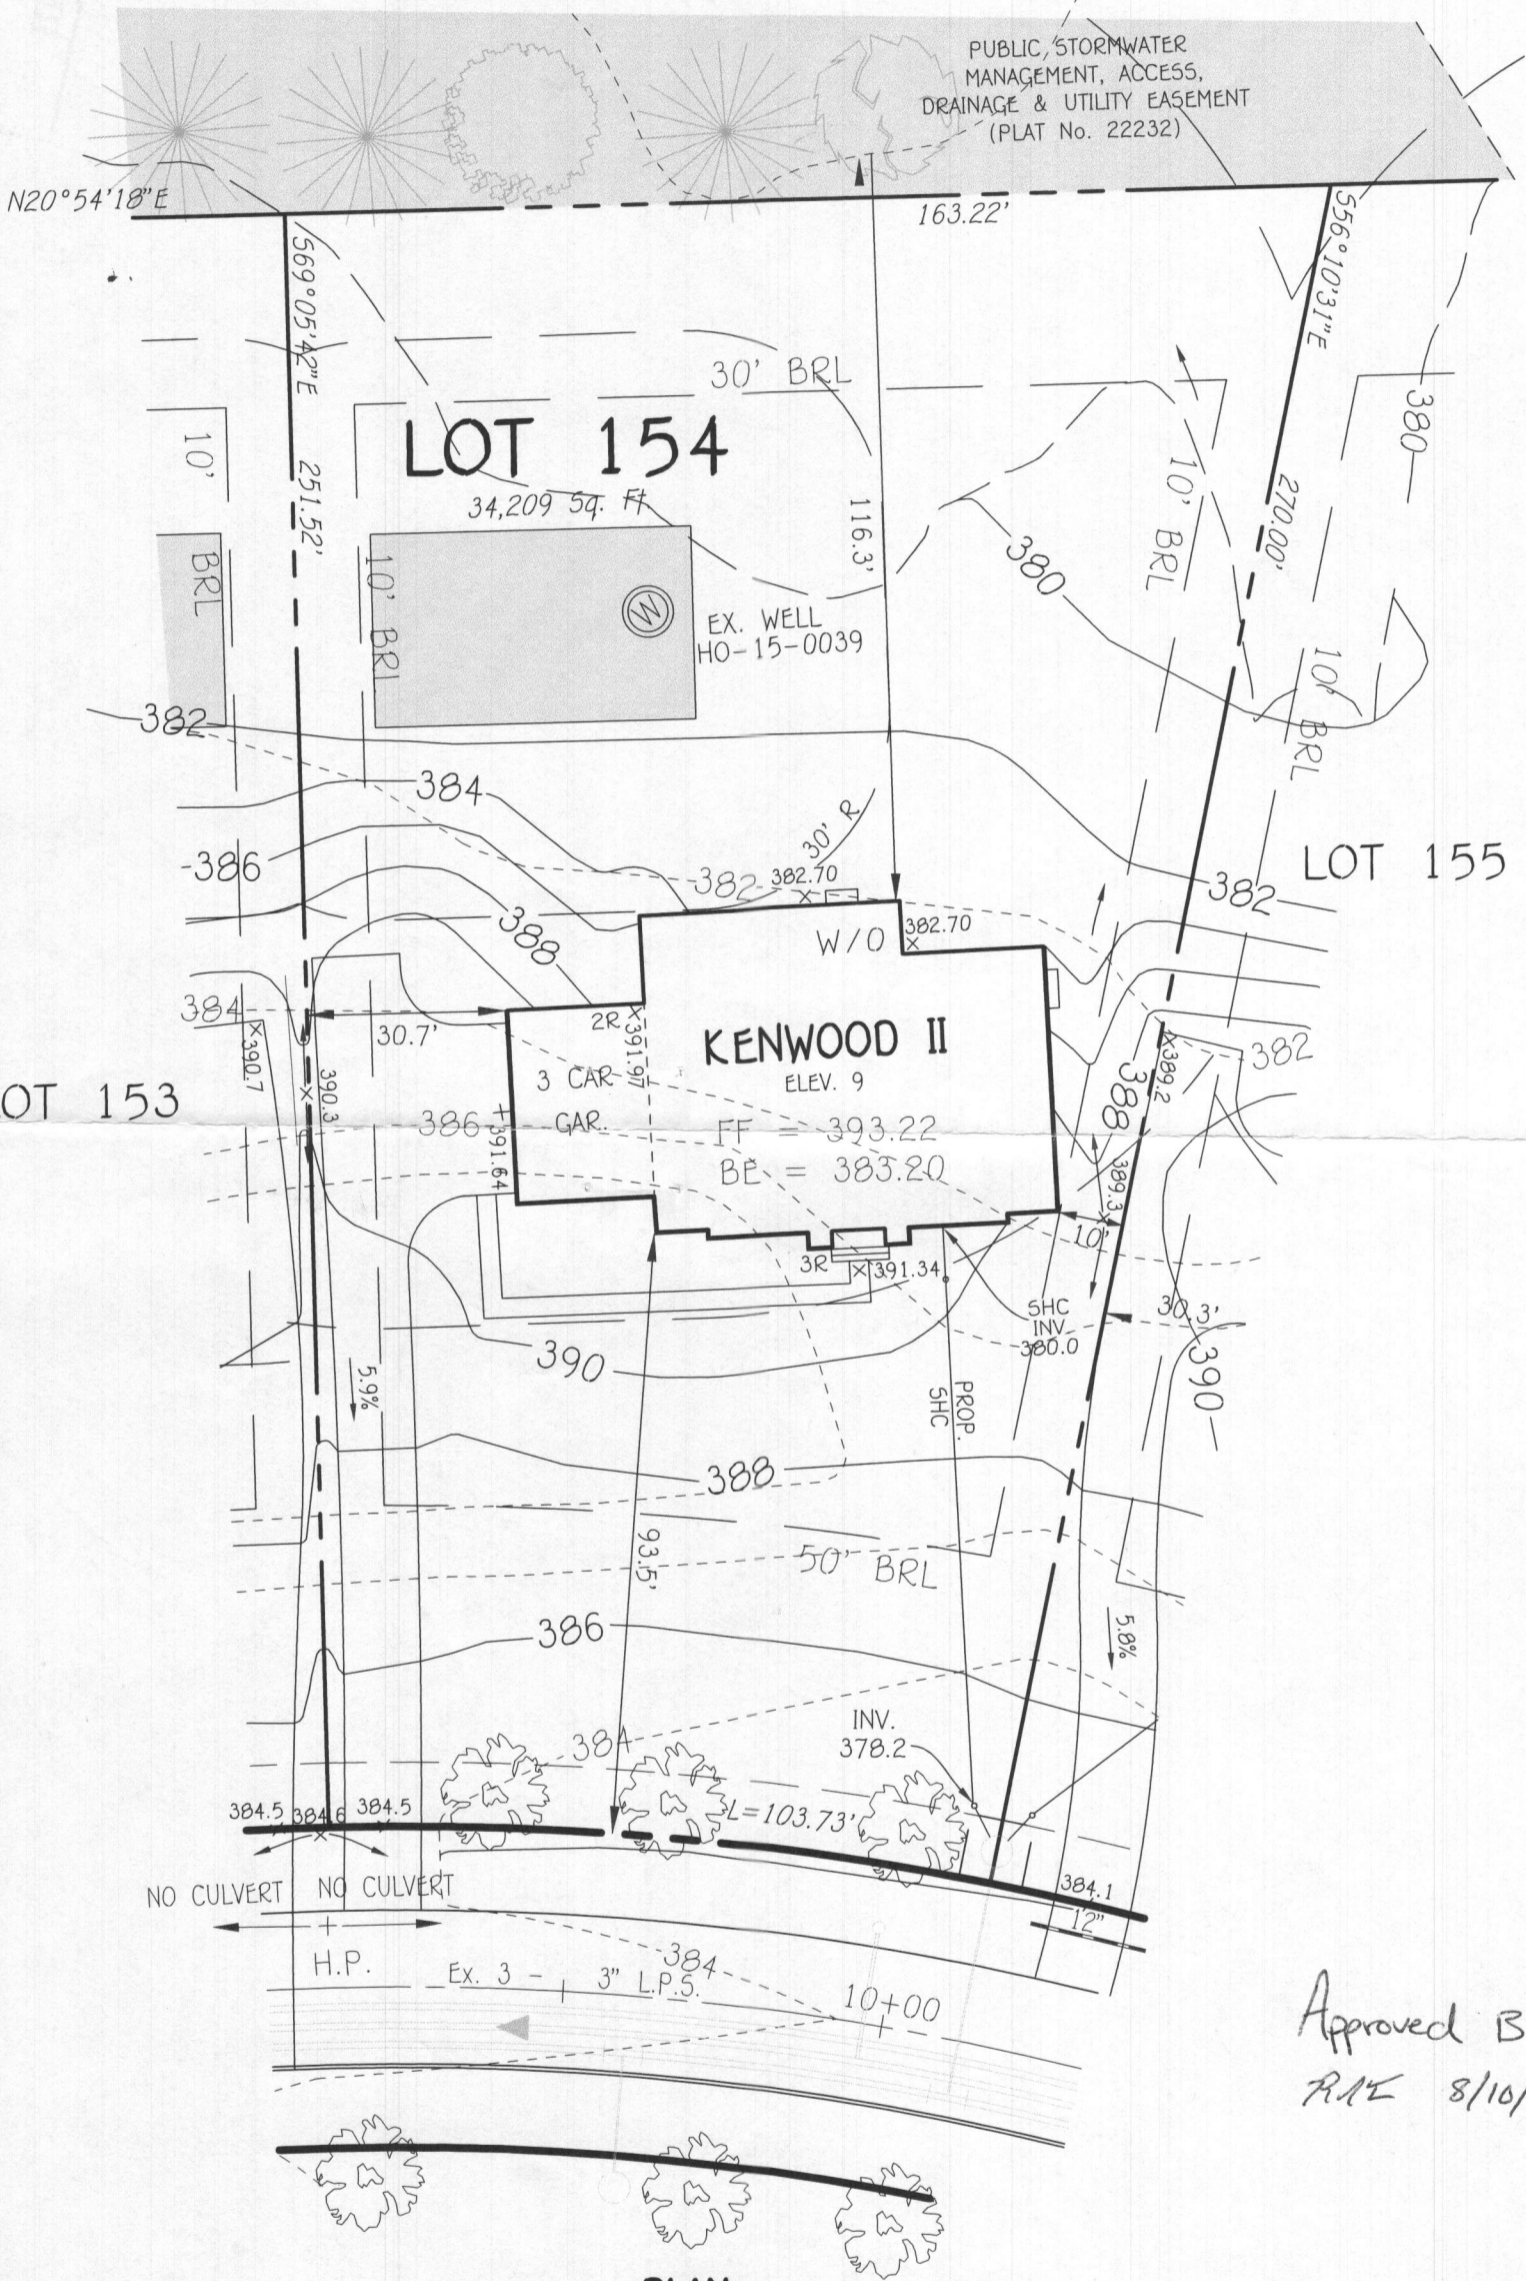 PUBLIC, STORMWATER
MANAGEMENT, ACCESS,
DRAINAGE & UTILITY EASEMENT
(PLAT No. 22232)
N20°54'18"E
163.22'
S69°05'42"E
251.52'
S56°10'31"E
270.00'
30' BRL
LOT 154
34,209 Sq. Ft.
10'
BRL
10' BRL
116.3'
10' BRL
10' BRL
380
380
W
EX. WELL
HO-15-0039
382
384
386
30' R
382
382.70
LOT 155
382
388
W/O
382.70
384
390.7
30.7'
2R
391.97
KENWOOD II
ELEV. 9
3 CAR
GAR.
389.2
382
388
OT 153
390.3
386
391.64
FF = 393.22
BE = 383.20
389.3
10'
3R
391.34
SHC
INV
380.0
30.3'
390
390
5.9%
PROP.
SHC
388
93.5'
50' BRL
386
5.8%
INV.
378.2
384
384.5
384.6
384.5
L=103.73'
384.1
12"
NO CULVERT
NO CULVERT
H.P.
Ex. 3 - 3" L.P.S.
384
10+00
Approved B
8/10/
PLAN